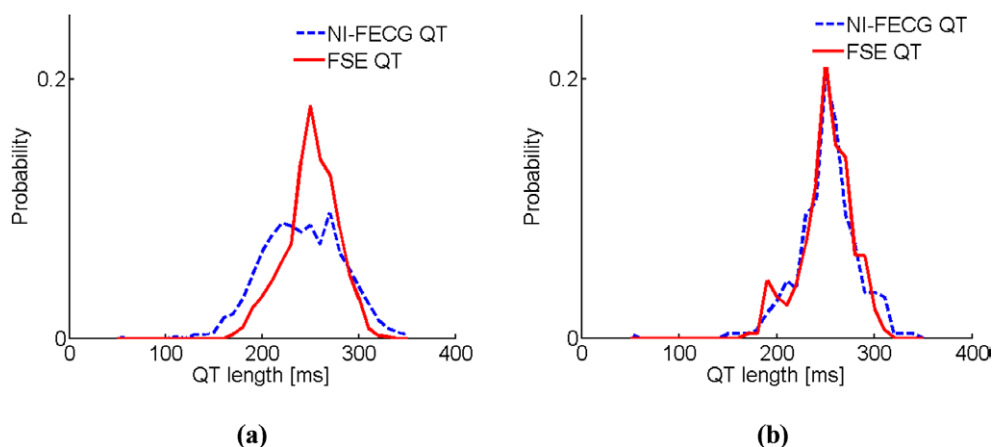 NI-FECG QT
FSE QT
0.2
Probability
0
0
100
200
300
400
QT length [ms]
(a)
NI-FECG QT
FSE QT
0.2
Probability
0
0
100
200
300
400
QT length [ms]
(b)